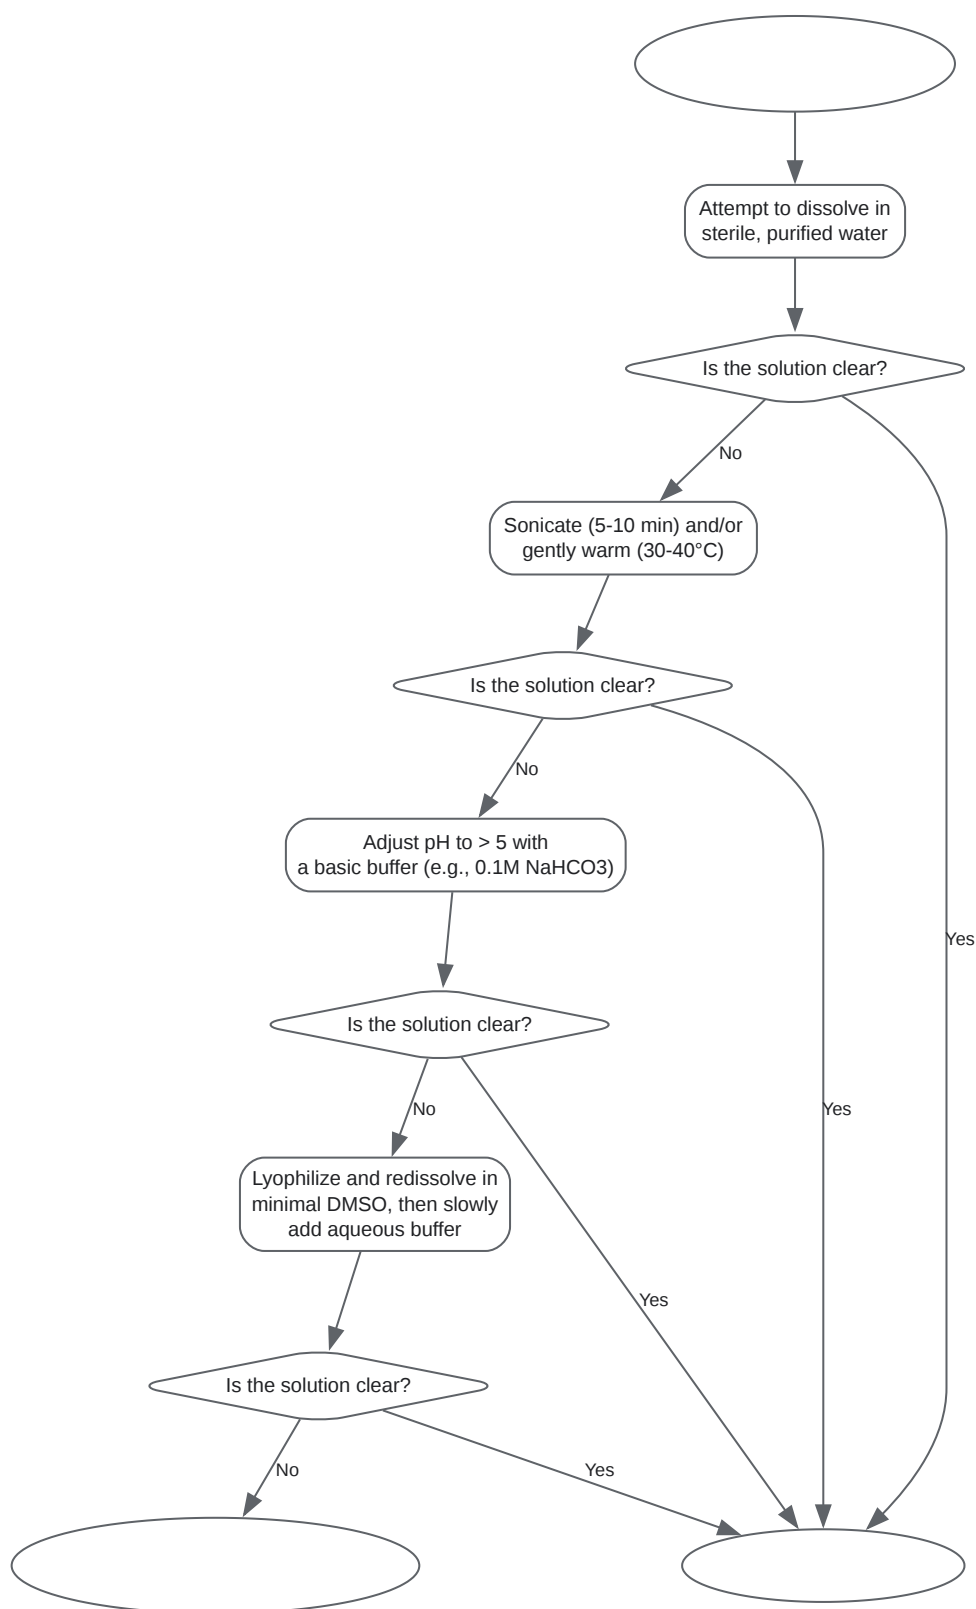 Attempt to dissolve in
sterile, purified water
Is the solution clear?
No
Sonicate (5-10 min) and/or
gently warm (30-40°C)
Is the solution clear?
No
Adjust pH to > 5 with
a basic buffer (e.g., 0.1M NaHCO3)
Yes
Is the solution clear?
No
Yes
Lyophilize and redissolve in
minimal DMSO, then slowly
add aqueous buffer
Yes
Is the solution clear?
No
Yes